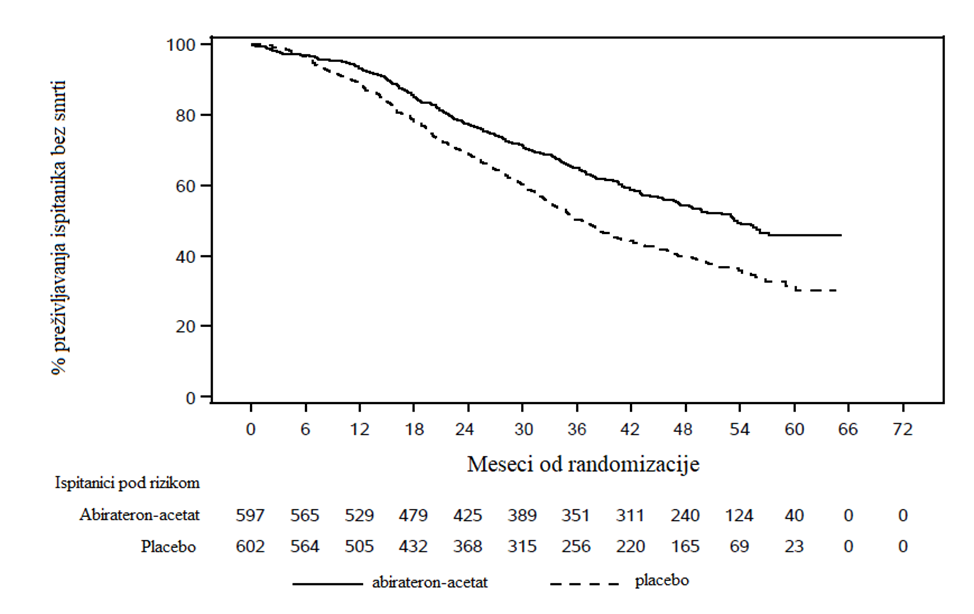 % preživljavanja ispitanika bez smrti
100
80
60
40
20
0
0 6 12 18 24 30 36 42 48 54 60 66 72
Meseci od randomizacije
Ispitanici pod rizikom
Abirateron-acetat 597 565 529 479 425 389 351 311 240 124 40 0 0
Placebo 602 564 505 432 368 315 256 220 165 69 23 0 0
abirateron-acetat placebo